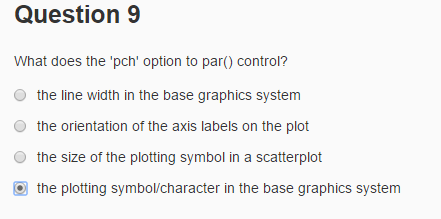 Question 9
What does the 'pch' option to par() control?
the line width in the base graphics system
the orientation of the axis labels on the plot
the size of the plotting symbol in a scatterplot
the plotting symbol/character in the base graphics system